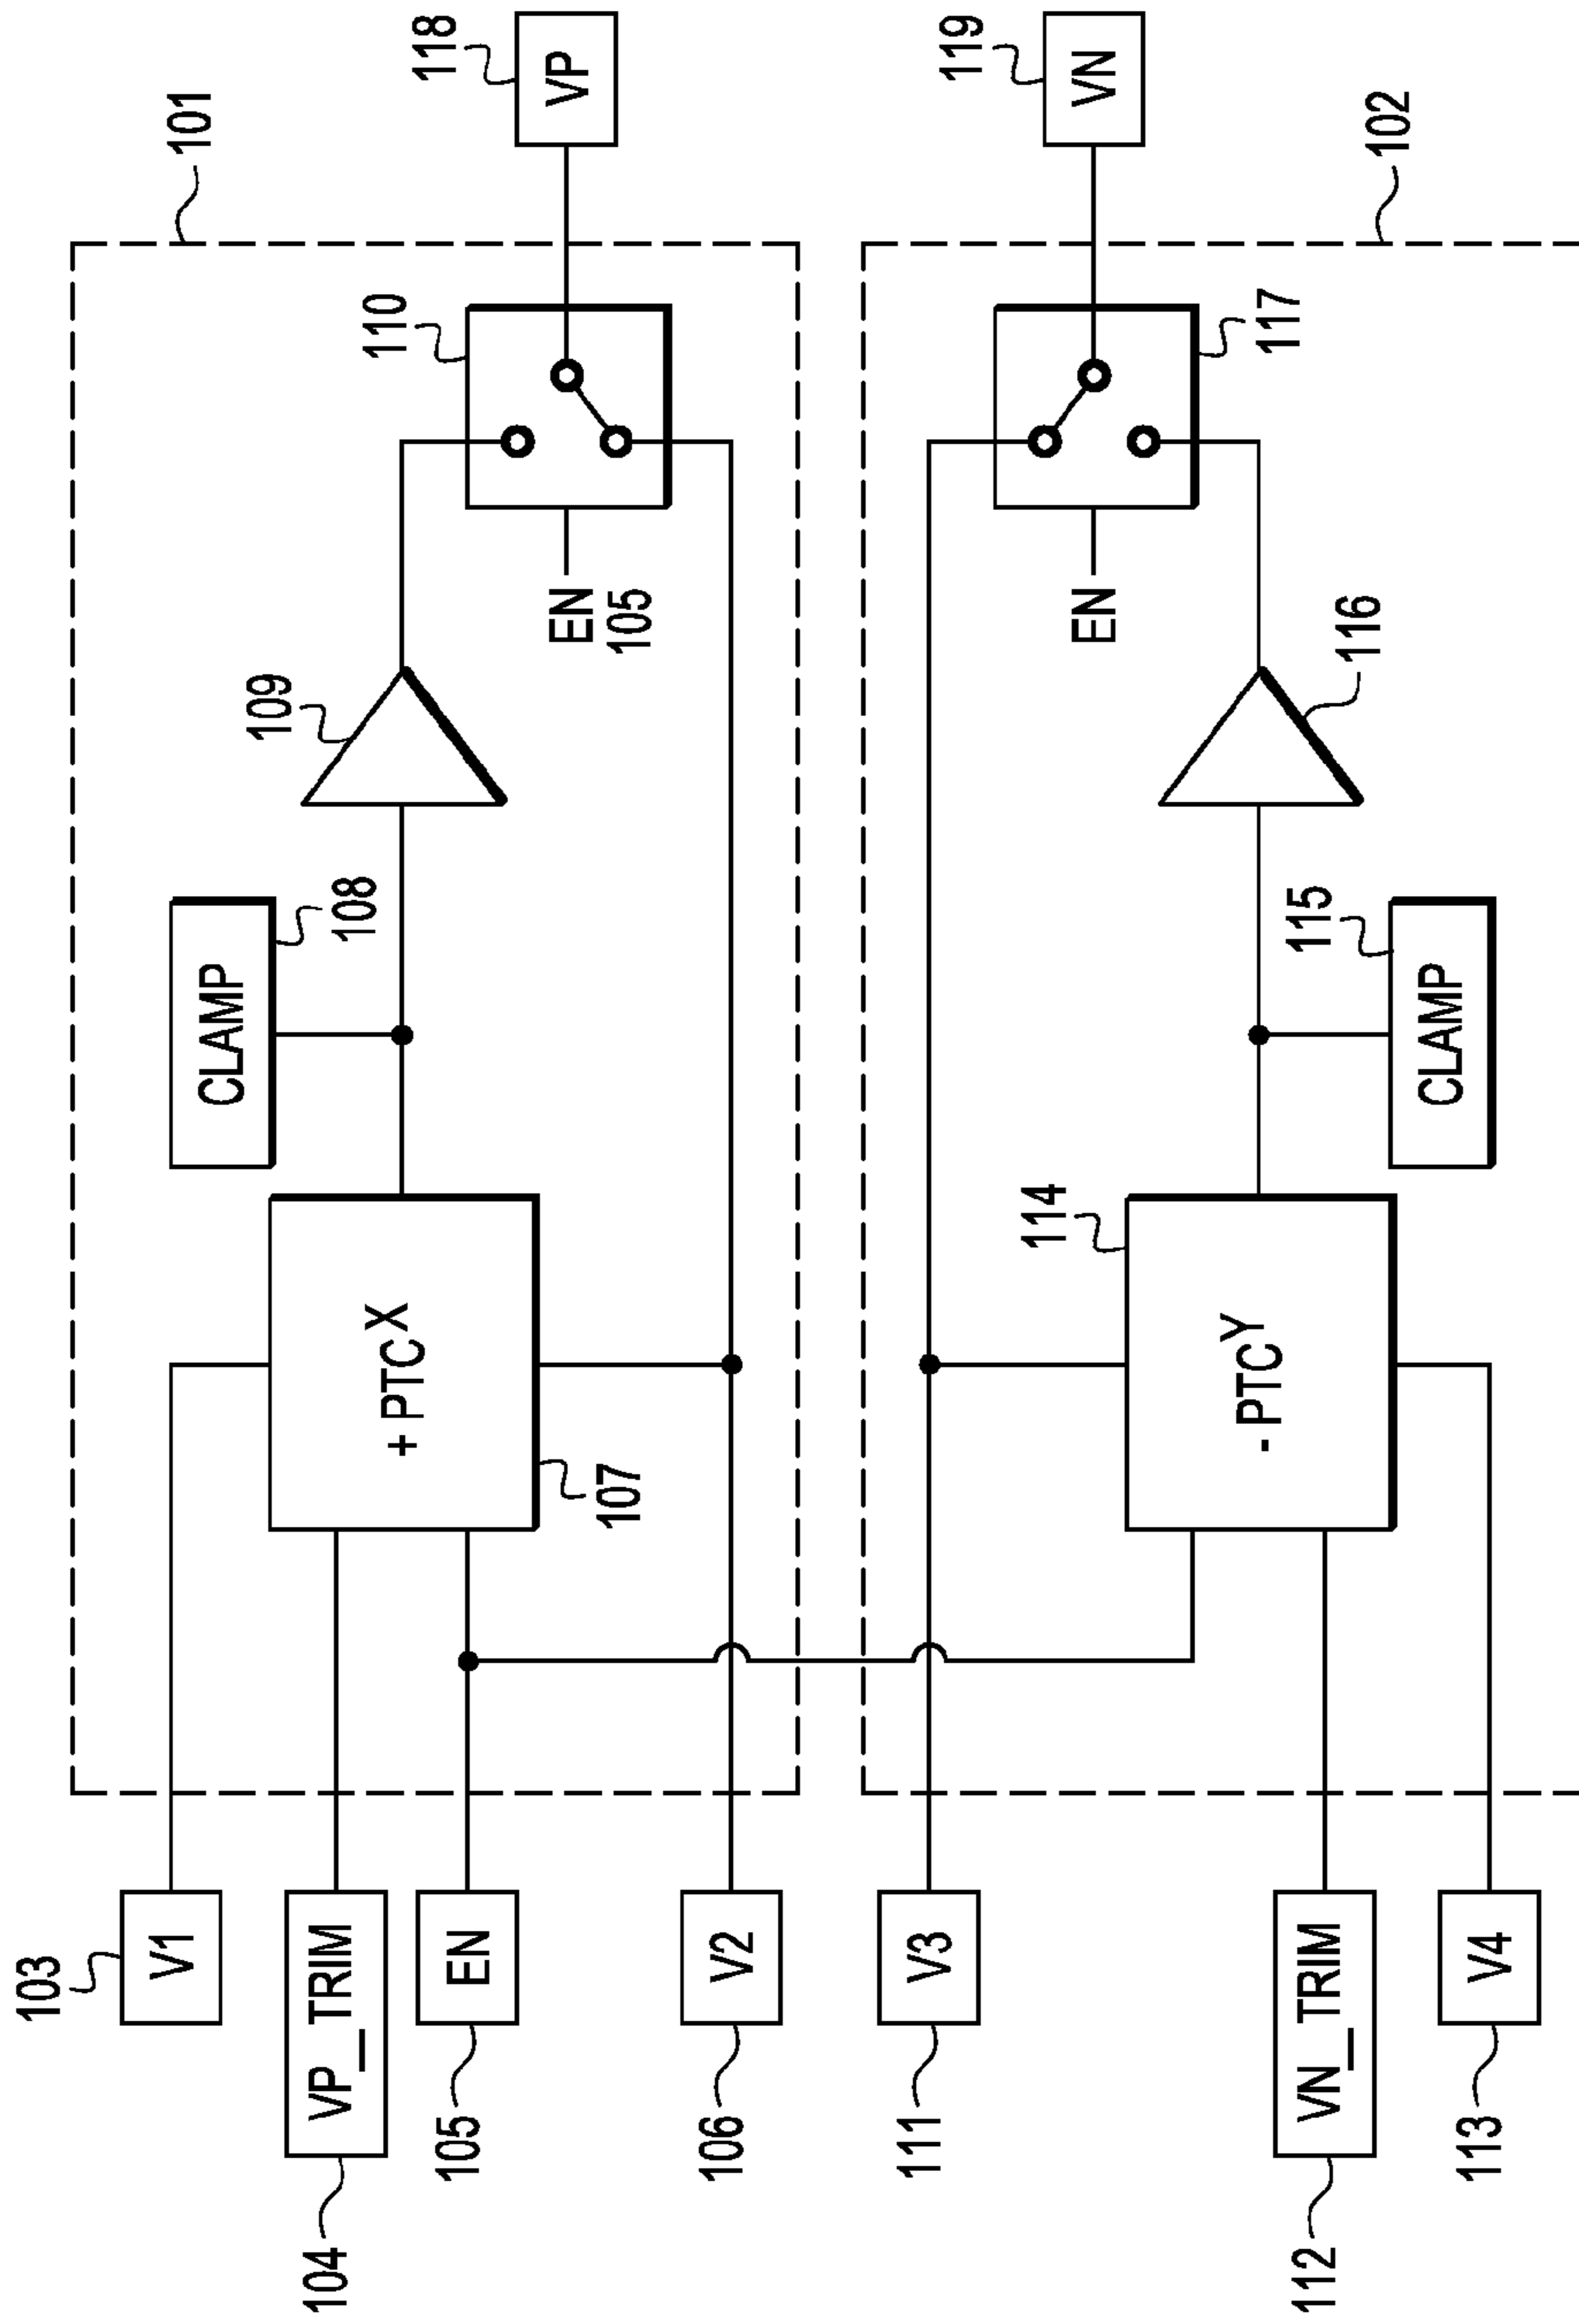 101
118
VP
110
109
CLAMP
108
EN
105
+PTC^X
107
103
V1
104
VP_TRIM
105
EN
106
V2
102
119
VN
117
EN
116
115
CLAMP
114
-PTC^Y
111
V3
112
VN_TRIM
113
V4